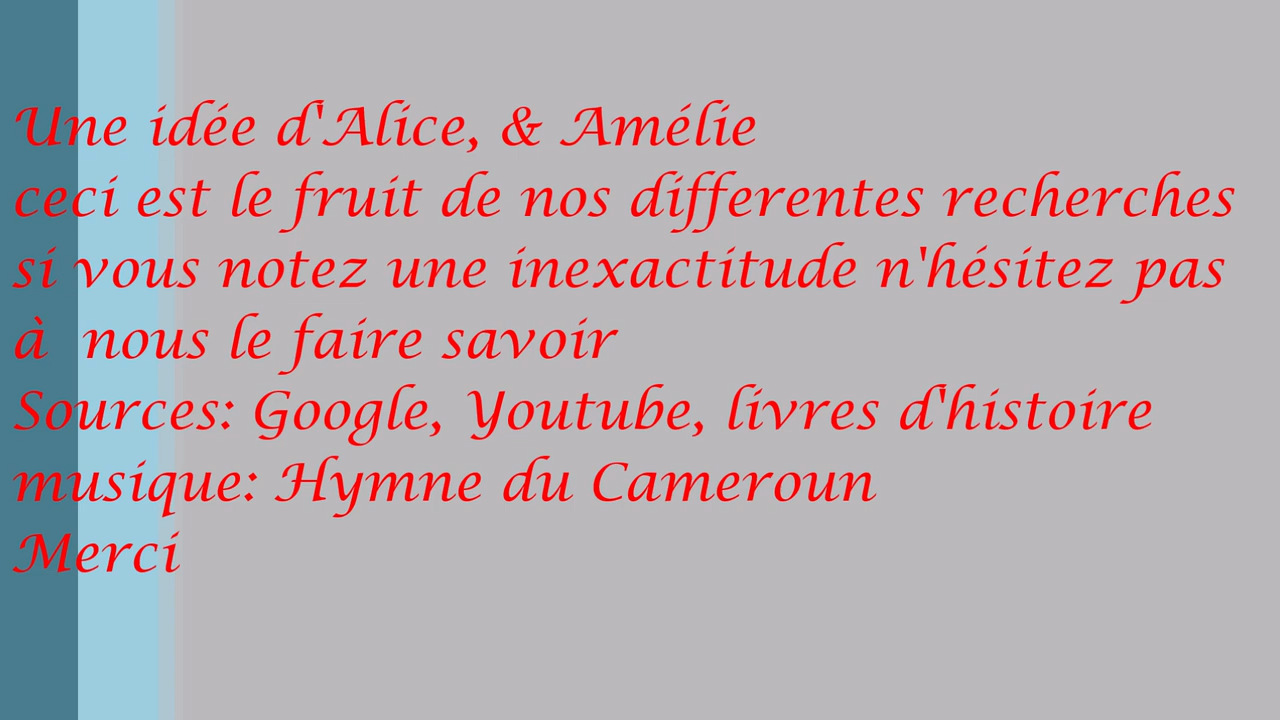 Une idée d'Alice, & Amélie
ceci est le fruit de nos differentes recherches
si vous notez une inexactitude n'hésitez pas
à nous le faire savoir
Sources: Google, Youtube, livres d'histoire
musique: Hymne du Cameroun
Merci